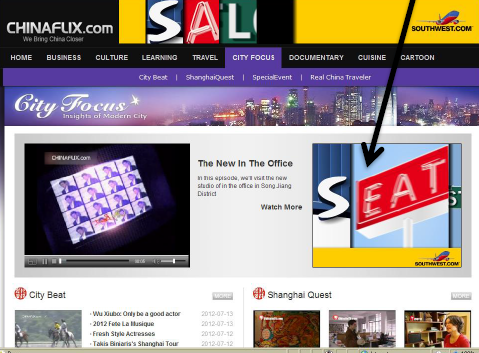 CHINAFLIX.com
We Bring China Closer
SAL
SOUTHWEST.COM
HOME BUSINESS CULTURE LEARNING TRAVEL CITY FOCUS DOCUMENTARY CUISINE CARTOON
City Beat | ShanghaiQuest | SpecialEvent | Real China Traveler
City Focus
Insights of Modern City
CHINAFLIX.com
The New In The Office
In this episode, we'll visit the new
studio of in the office in Song Jiang
District
Watch More
S EAT
SOUTHWEST.COM
City Beat MORE
Wu Xiubo: Only be a good actor 2012-07-13
2012 Fete La Musique 2012-07-13
Fresh Style Actresses 2012-07-12
Takis Biniaris's Shanghai Tour 2012-07-12
Shanghai Quest MORE